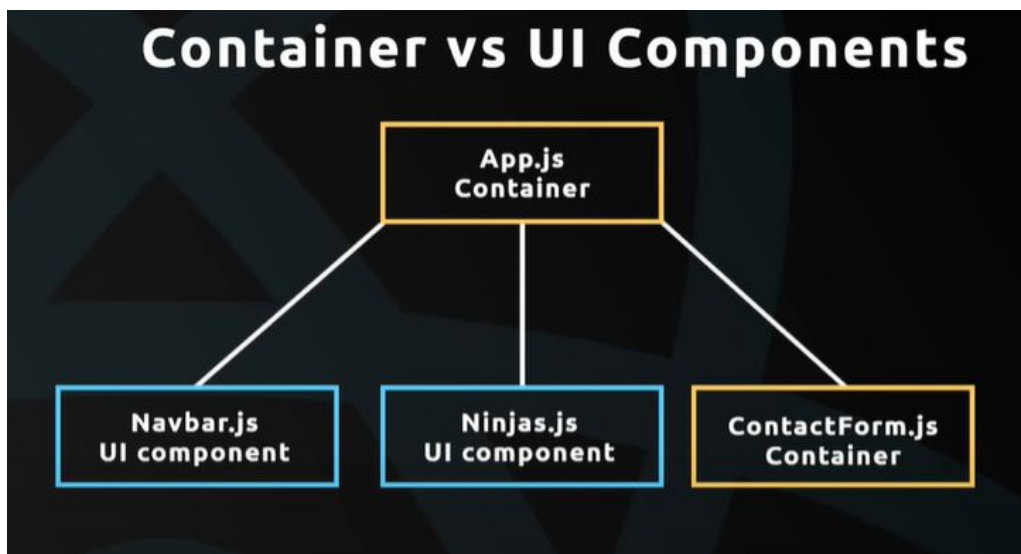 Container vs UI Components
App.js
Container
Navbar.js
UI component
Ninjas.js
UI component
ContactForm.js
Container